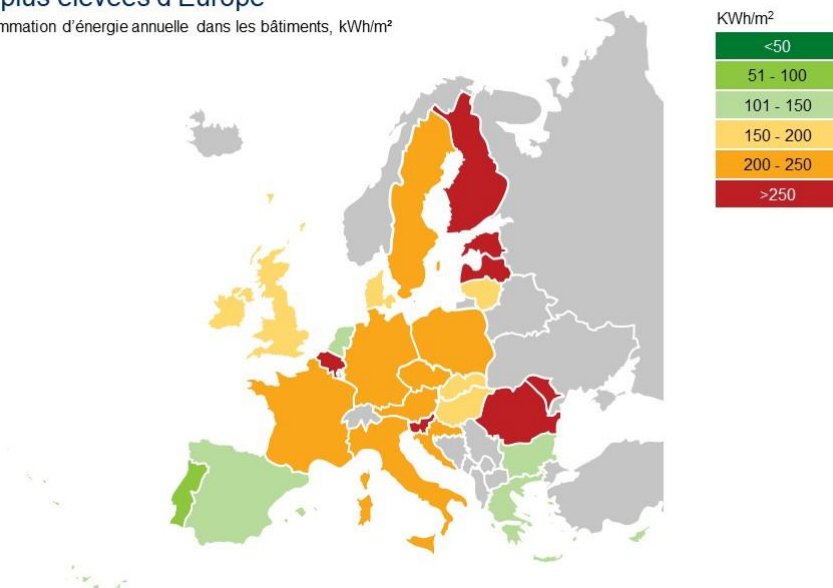 plus élevées d'Europe
mmation d'énergie annuelle dans les bâtiments, kWh/m²
KWh/m²
<50
51 - 100
101 - 150
150 - 200
200 - 250
>250